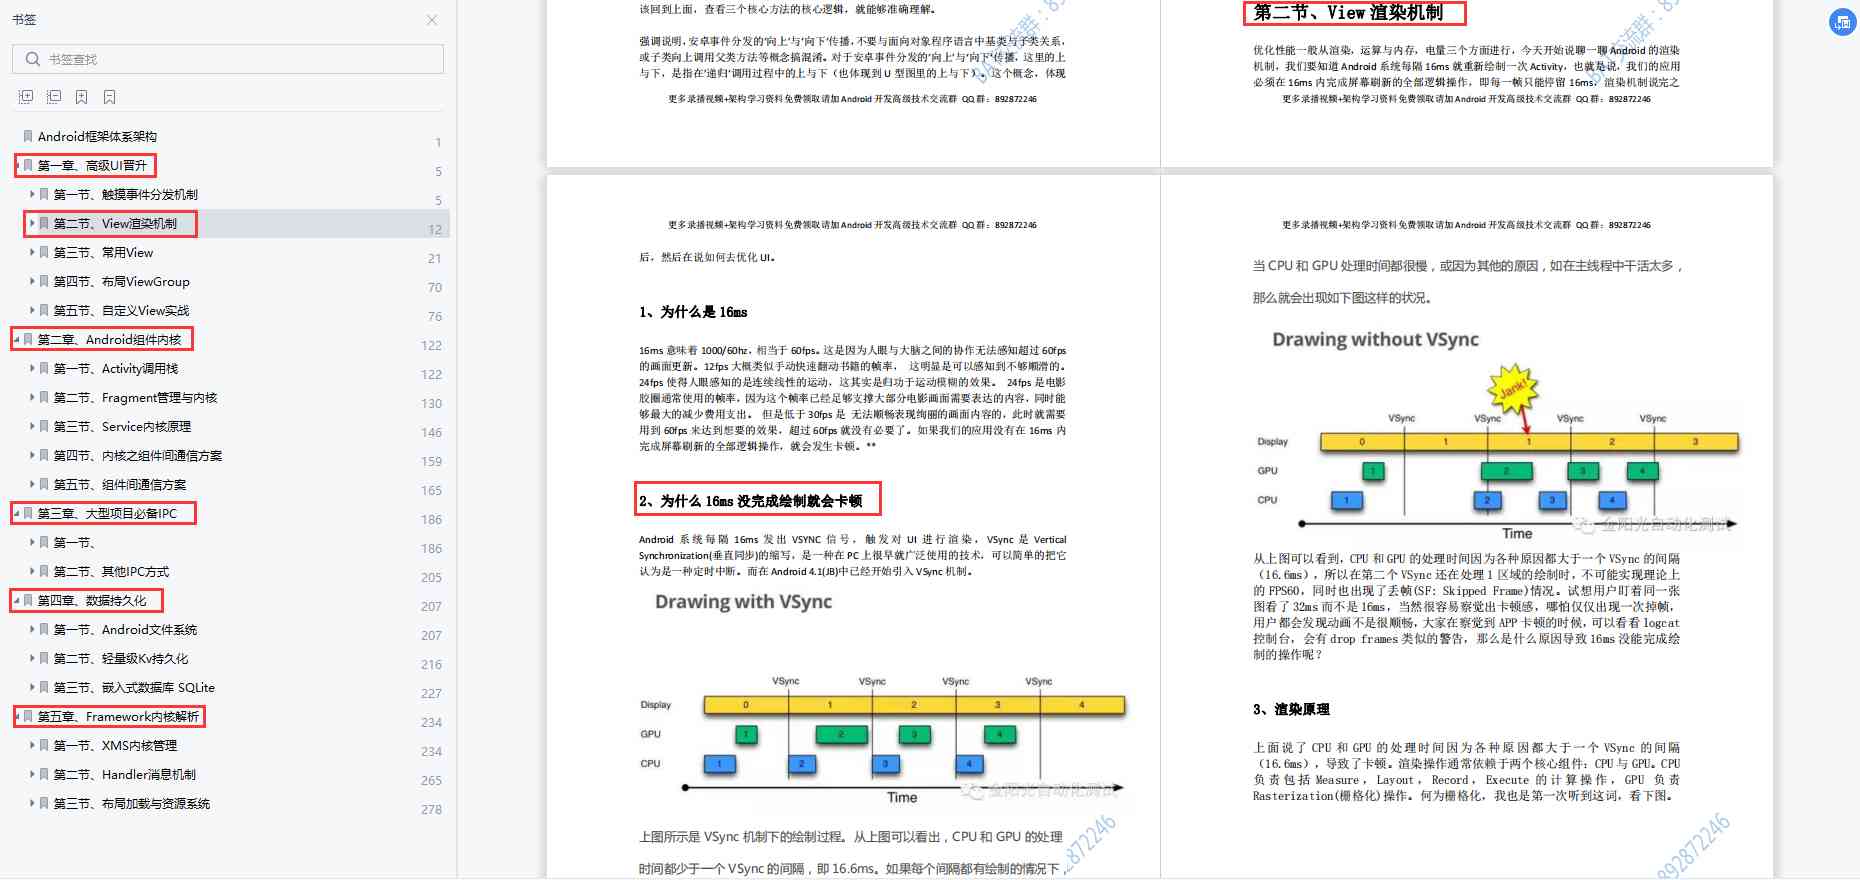 书签
书签查找
Android框架体系架构 1
第一章、高级UI晋升 5
第一节、触摸事件分发机制 5
第二节、View渲染机制 12
第三节、常用View 21
第四节、布局ViewGroup 70
第五节、自定义View实战 76
第二章、Android组件内核 122
第一节、Activity调用栈 122
第二节、Fragment管理与内核 130
第三节、Service内核原理 146
第四节、内核之组件间通信方案 159
第五节、组件间通信方案 165
第三章、大型项目必备IPC 186
第一节、 186
第二节、其他IPC方式 205
第四章、数据持久化 207
第一节、Android文件系统 207
第二节、轻量级Kv持久化 216
第三节、嵌入式数据库 SQLite 227
第五章、Framework内核解析 234
第一节、XMS内核管理 234
第二节、Handler消息机制 265
第三节、布局加载与资源系统 278
该回到上面，查看三个核心方法的核心逻辑，就能够准确理解。
强调说明，安卓事件分发的'向上'与'向下'传播，不要与面向对象程序语言中基类与子类关系，
或子类向上调用父类方法等概念搞混淆。对于安卓事件分发的'向上'与'向下'传播，这里的上
与下，是指在'递归'调用过程中的上与下（也体现到 U 型图里的上与下）。这个概念，体现
更多录播视频+架构学习资料免费领取请加 Android 开发高级技术交流群 QQ 群：892872246
第二节、View 渲染机制
优化性能一般从渲染，运算与内存，电量三个方面进行，今天开始说聊一聊 Android 的渲染
机制，我们要知道 Android 系统每隔 16ms 就重新绘制一次 Activity，也就是说，我们的应用
必须在 16ms 内完成屏幕刷新的全部逻辑操作，即每一帧只能停留 16ms，渲染机制说完之
更多录播视频+架构学习资料免费领取请加 Android 开发高级技术交流群 QQ 群：892872246
更多录播视频+架构学习资料免费领取请加 Android 开发高级技术交流群 QQ 群：892872246
后，然后在说如何去优化 UI。
1、为什么是 16ms
16ms 意味着 1000/60hz，相当于 60fps。这是因为人眼与大脑之间的协作无法感知超过 60fps
的画面更新。12fps 大概类似手动快速翻动书籍的帧率， 这明显是可以感知到不够顺滑的。
24fps 使得人眼感知的是连续线性的运动，这其实是归功于运动模糊的效果。 24fps 是电影
胶圈通常使用的帧率，因为这个帧率已经足够支撑大部分电影画面需要表达的内容，同时能
够最大的减少费用支出。 但是低于 30fps 是 无法顺畅表现绚丽的画面内容的，此时就需要
用到 60fps 来达到想要的效果，超过 60fps 就没有必要了。如果我们的应用没有在 16ms 内
完成屏幕刷新的全部逻辑操作，就会发生卡顿。**
2、为什么 16ms 没完成绘制就会卡顿
Android 系统每隔 16ms 发出 VSYNC 信号，触发对 UI 进行渲染，VSync 是 Vertical
Synchronization(垂直同步)的缩写，是一种在 PC 上很早就广泛使用的技术，可以简单的把它
认为是一种定时中断。而在 Android 4.1(JB)中已经开始引入 VSync 机制。
Drawing with VSync
VSync VSync VSync VSync
Display 0 1 2 3 4
GPU 1 2 3 4
CPU 1 2 3 4
Time
金阳光自动化测试
上图所示是 VSync 机制下的绘制过程。从上图可以看出，CPU 和 GPU 的处理
时间都少于一个 VSync 的间隔，即 16.6ms。如果每个间隔都有绘制的情况下，
更多录播视频+架构学习资料免费领取请加 Android 开发高级技术交流群 QQ 群：892872246
当 CPU 和 GPU 处理时间都很慢，或因为其他的原因，如在主线程中干活太多，
那么就会出现如下图这样的状况。
Drawing without VSync
Jank!
VSync VSync VSync VSync
Display 0 1 1 2 3
GPU 1 2 3 4
CPU 1 2 3 4
Time
金阳光自动化测试
从上图可以看到，CPU 和 GPU 的处理时间因为各种原因都大于一个 VSync 的间隔
（16.6ms），所以在第二个 VSync 还在处理 1 区域的绘制时，不可能实现理论上
的 FPS60，同时也出现了丢帧(SF: Skipped Frame)情况。试想用户盯着同一张
图看了 32ms 而不是 16ms，当然很容易察觉出卡顿感，哪怕仅仅出现一次掉帧，
用户都会发现动画不是很顺畅，大家在察觉到 APP 卡顿的时候，可以看看 logcat
控制台，会有 drop frames 类似的警告，那么是什么原因导致 16ms 没能完成绘
制的操作呢？
3、渲染原理
上面说了 CPU 和 GPU 的处理时间因为各种原因都大于一个 VSync 的间隔
（16.6ms），导致了卡顿。渲染操作通常依赖于两个核心组件：CPU 与 GPU。CPU
负责包括 Measure，Layout，Record，Execute 的计算操作，GPU 负责
Rasterization(栅格化)操作。何为栅格化，我也是第一次听到这词，看下图。
872246
892872246